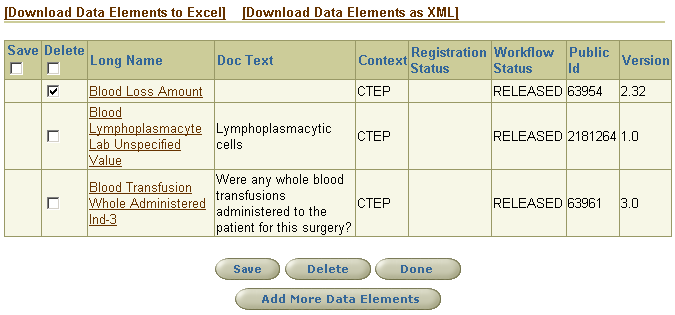 [Download Data Elements to Excel] [Download Data Elements as XML]
Save Delete Long Name Doc Text Context Registration Status Workflow Status Public Id Version
Blood Loss Amount CTEP RELEASED 63954 2.32
Blood Lymphoplasmacyte Lab Unspecified Value Lymphoplasmacytic cells CTEP RELEASED 2181264 1.0
Blood Transfusion Whole Administered Ind-3 Were any whole blood transfusions administered to the patient for this surgery? CTEP RELEASED 63961 3.0
Save Delete Done
Add More Data Elements